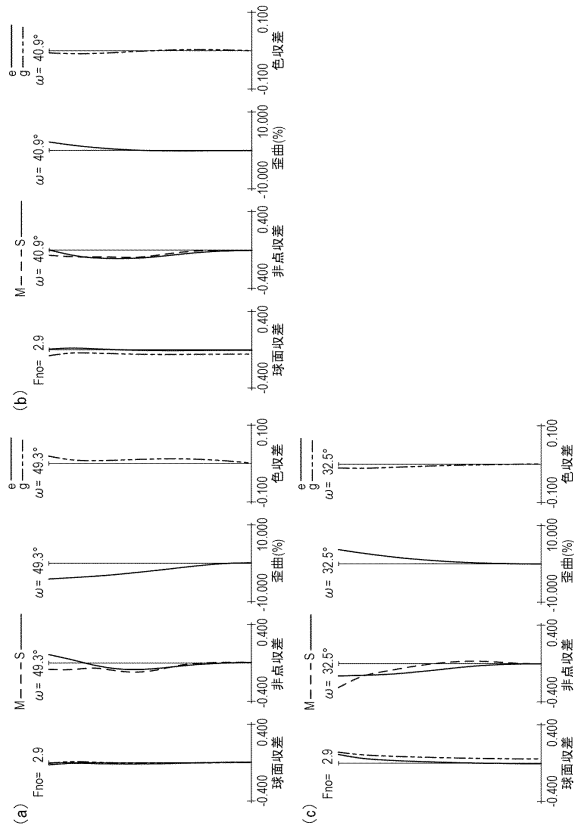 (a)
Fno= 2.9
-0.400 0.400
球面収差
M S
ω= 49.3°
-0.400 0.400
非点収差
ω= 49.3°
-10.000 10.000
歪曲(%)
e
g
ω= 49.3°
-0.100 0.100
色収差
(b)
Fno= 2.9
-0.400 0.400
球面収差
M S
ω= 40.9°
-0.400 0.400
非点収差
ω= 40.9°
-10.000 10.000
歪曲(%)
e
g
ω= 40.9°
-0.100 0.100
色収差
(c)
Fno= 2.9
-0.400 0.400
球面収差
M S
ω= 32.5°
-0.400 0.400
非点収差
ω= 32.5°
-10.000 10.000
歪曲(%)
e
g
ω= 32.5°
-0.100 0.100
色収差